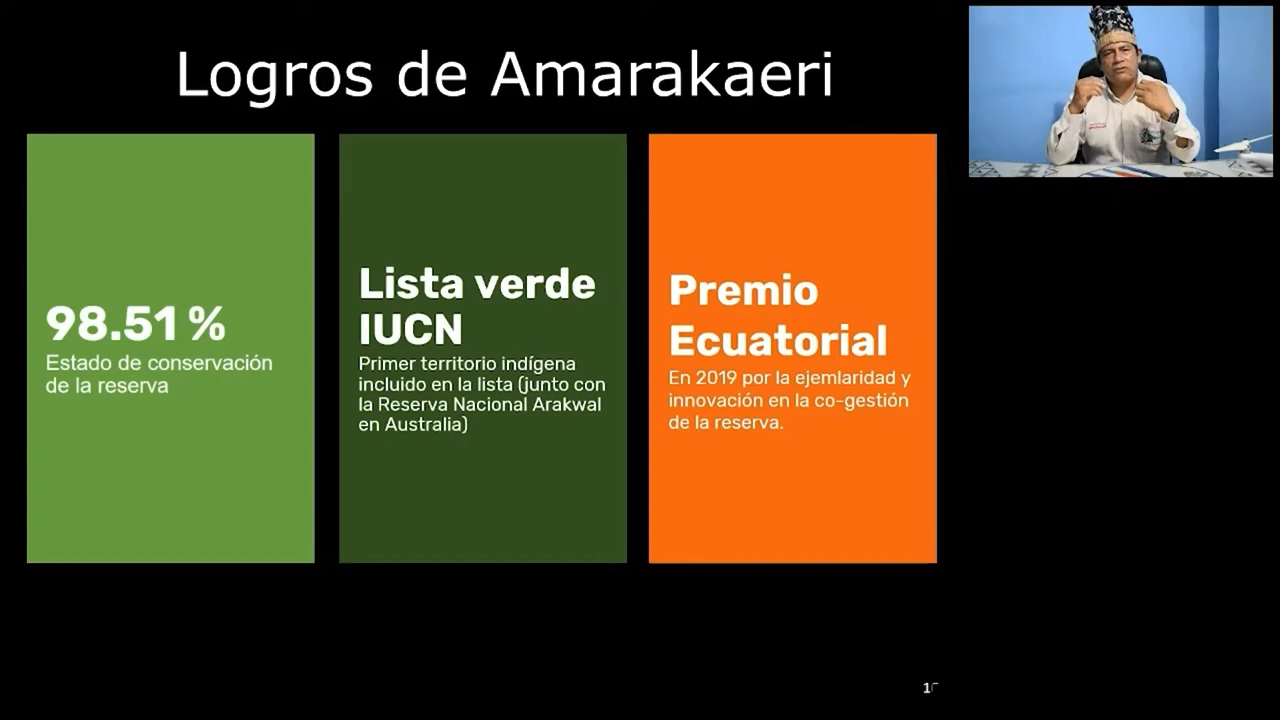 Logros de Amarakaeri
98.51%
Estado de conservación
de la reserva
Lista verde
IUCN
Primer territorio indígena
incluido en la lista (junto con
la Reserva Nacional Arakwal
en Australia)
Premio
Ecuatorial
En 2019 por la ejemlaridad y
innovación en la co-gestión
de la reserva.